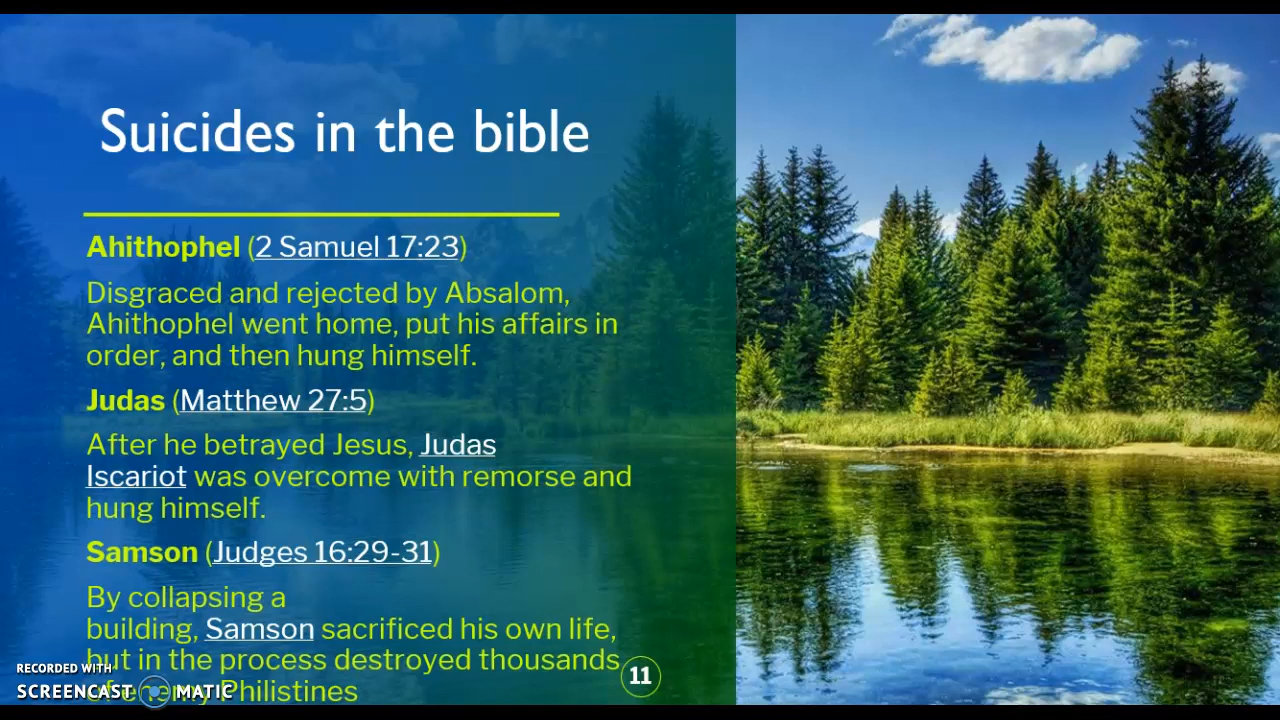 Suicides in the bible
Ahithophel (2 Samuel 17:23)
Disgraced and rejected by Absalom,
Ahithophel went home, put his affairs in
order, and then hung himself.
Judas (Matthew 27:5)
After he betrayed Jesus, Judas
Iscariot was overcome with remorse and
hung himself.
Samson (Judges 16:29-31)
By collapsing a
building, Samson sacrificed his own life,
but in the process destroyed thousands
of enemy Philistines
11
RECORDED WITH
SCREENCAST MATIC